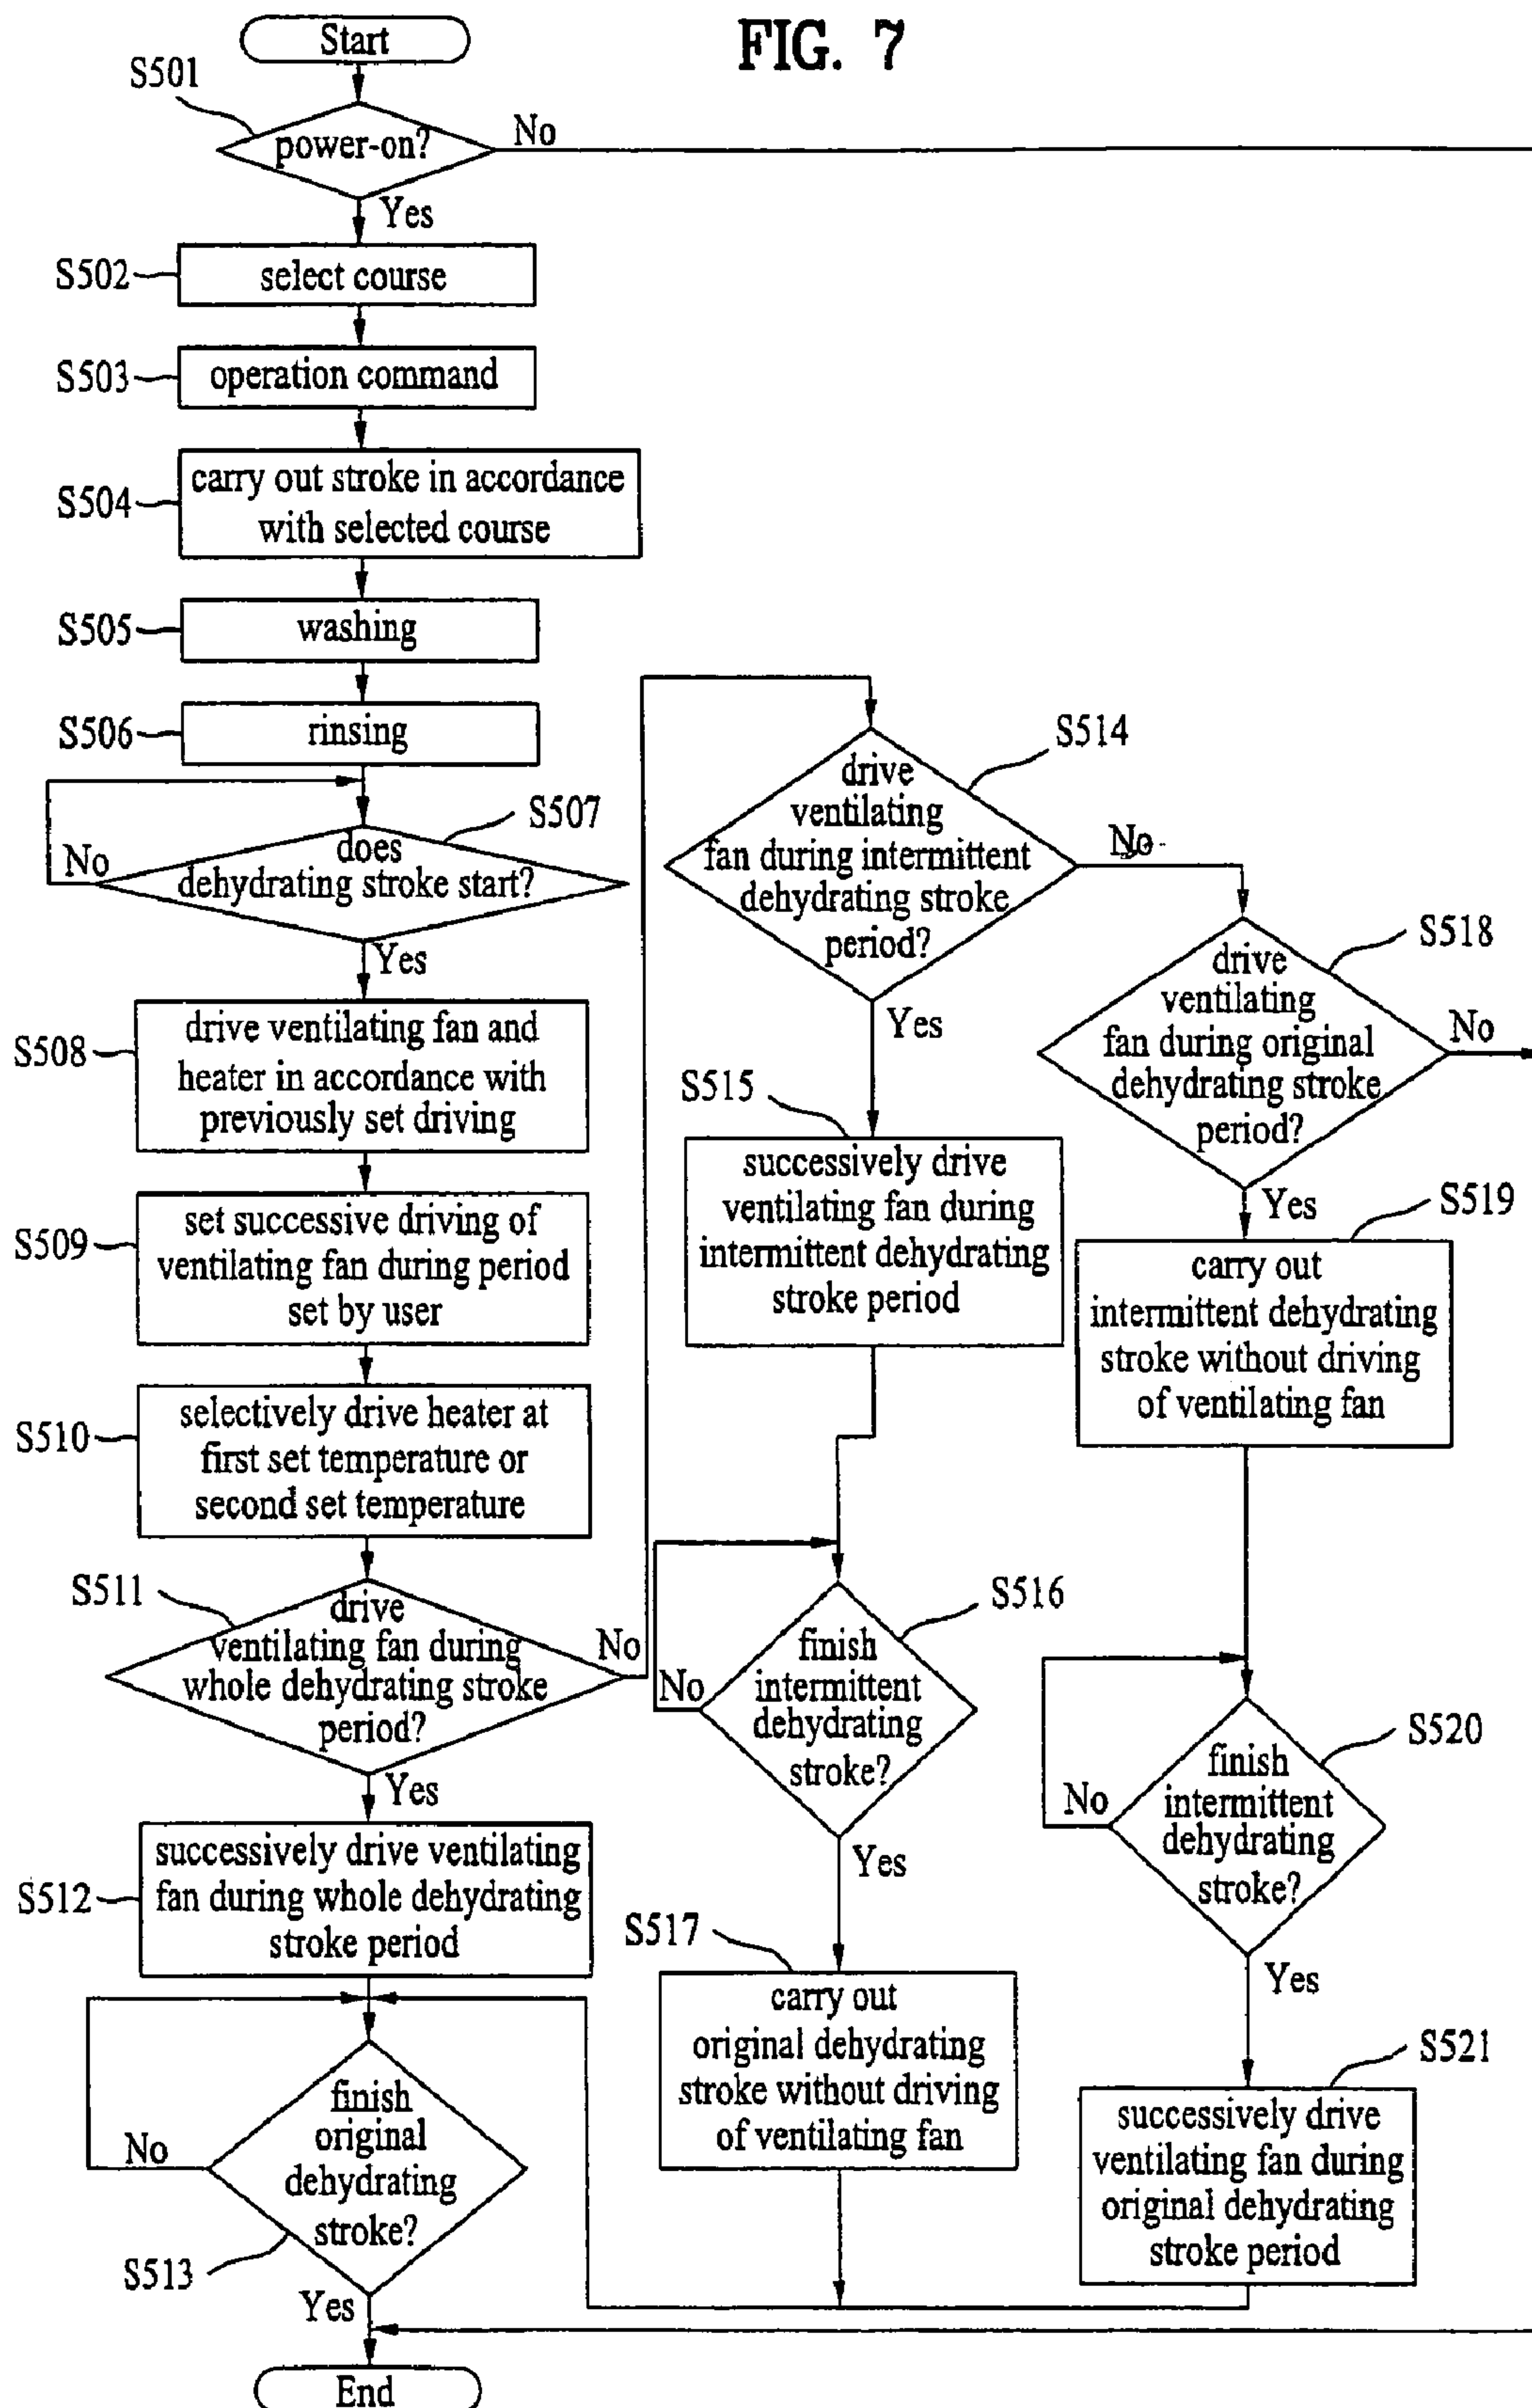 FIG. 7
Start
S501
power-on?
No
Yes
S502
select course
S503
operation command
S504
carry out stroke in accordance
with selected course
S505
washing
S506
rinsing
S507
does
dehydrating stroke start?
No
Yes
S508
drive ventilating fan and
heater in accordance with
previously set driving
S509
set successive driving of
ventilating fan during period
set by user
S510
selectively drive heater at
first set temperature or
second set temperature
S511
drive
ventilating fan during
whole dehydrating stroke
period?
No
Yes
S512
successively drive ventilating
fan during whole dehydrating
stroke period
finish
original
dehydrating
stroke?
No
S513
Yes
End
S514
drive
ventilating
fan during intermittent
dehydrating stroke
period?
No
Yes
S515
successively drive
ventilating fan during
intermittent dehydrating
stroke period
S516
finish
intermittent
dehydrating
stroke?
No
Yes
S517
carry out
original dehydrating
stroke without driving
of ventilating fan
S518
drive
ventilating
fan during original
dehydrating stroke
period?
No
Yes
S519
carry out
intermittent dehydrating
stroke without driving
of ventilating fan
S520
finish
intermittent
dehydrating
stroke?
No
Yes
S521
successively drive
ventilating fan during
original dehydrating
stroke period